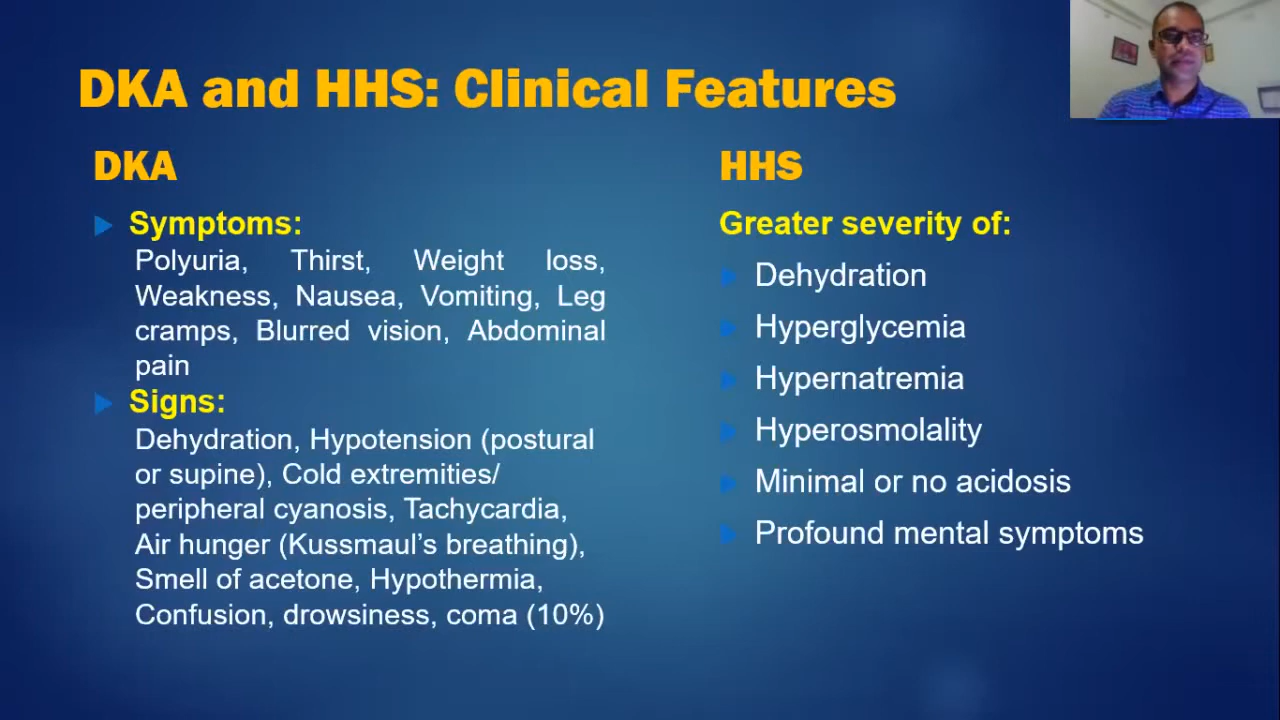 DKA and HHS: Clinical Features
DKA
Symptoms:
Polyuria, Thirst, Weight loss,
Weakness, Nausea, Vomiting, Leg
cramps, Blurred vision, Abdominal
pain
Signs:
Dehydration, Hypotension (postural
or supine), Cold extremities/
peripheral cyanosis, Tachycardia,
Air hunger (Kussmaul’s breathing),
Smell of acetone, Hypothermia,
Confusion, drowsiness, coma (10%)
HHS
Greater severity of:
Dehydration
Hyperglycemia
Hypernatremia
Hyperosmolality
Minimal or no acidosis
Profound mental symptoms